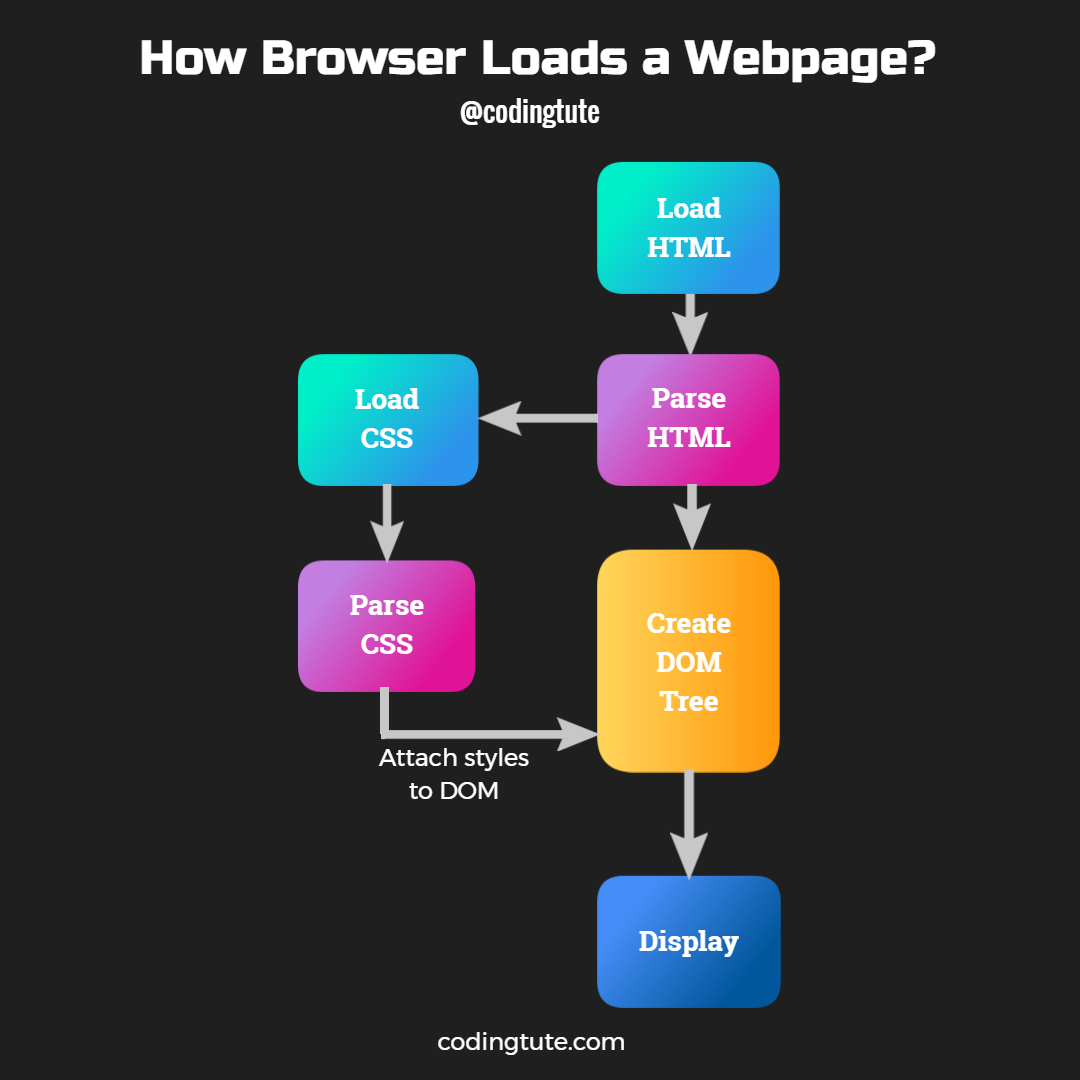 How Browser Loads a Webpage?
@codingtute
Load
HTML
Load
CSS
Parse
HTML
Parse
CSS
Create
DOM
Tree
Attach styles
to DOM
Display
codingtute.com